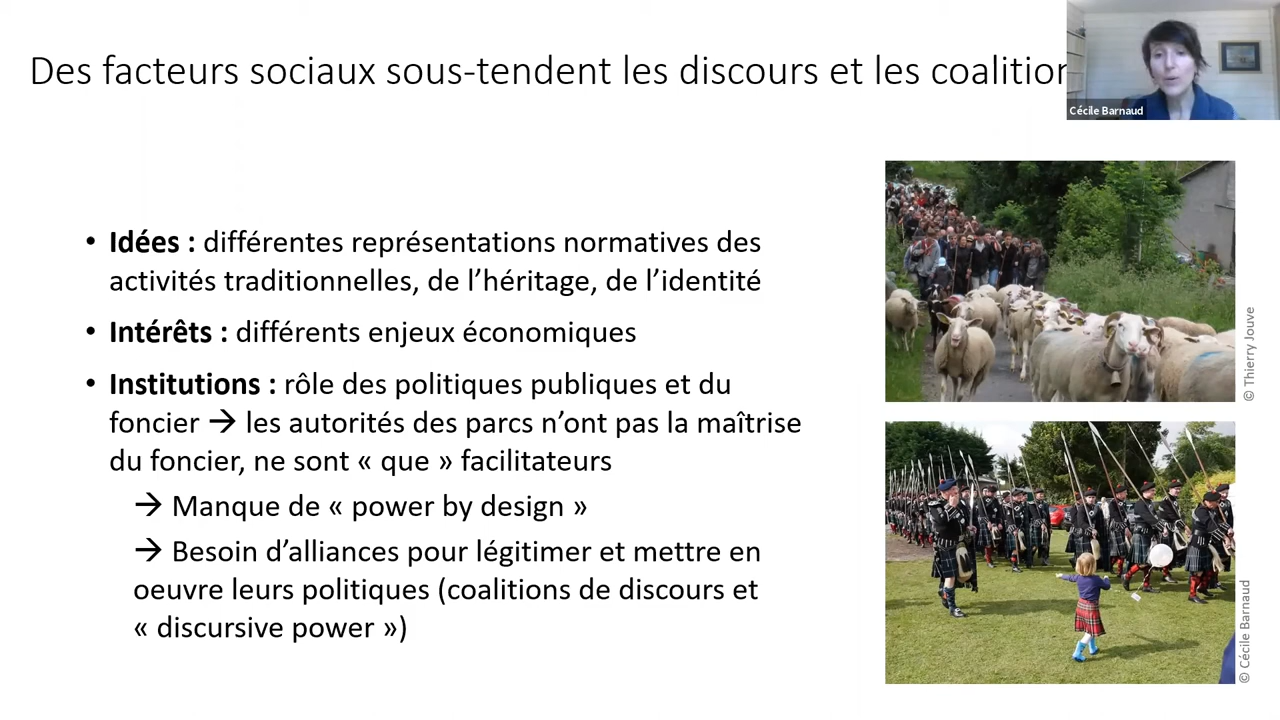 Des facteurs sociaux sous-tendent les discours et les coalition
Cécile Barnaud
• Idées : différentes représentations normatives des
activités traditionnelles, de l’héritage, de l’identité
• Intérêts : différents enjeux économiques
• Institutions : rôle des politiques publiques et du
foncier → les autorités des parcs n’ont pas la maîtrise
du foncier, ne sont « que » facilitateurs
→ Manque de « power by design »
→ Besoin d’alliances pour légitimer et mettre en
oeuvre leurs politiques (coalitions de discours et
« discursive power »)
© Thierry Jouve
© Cécile Barnaud